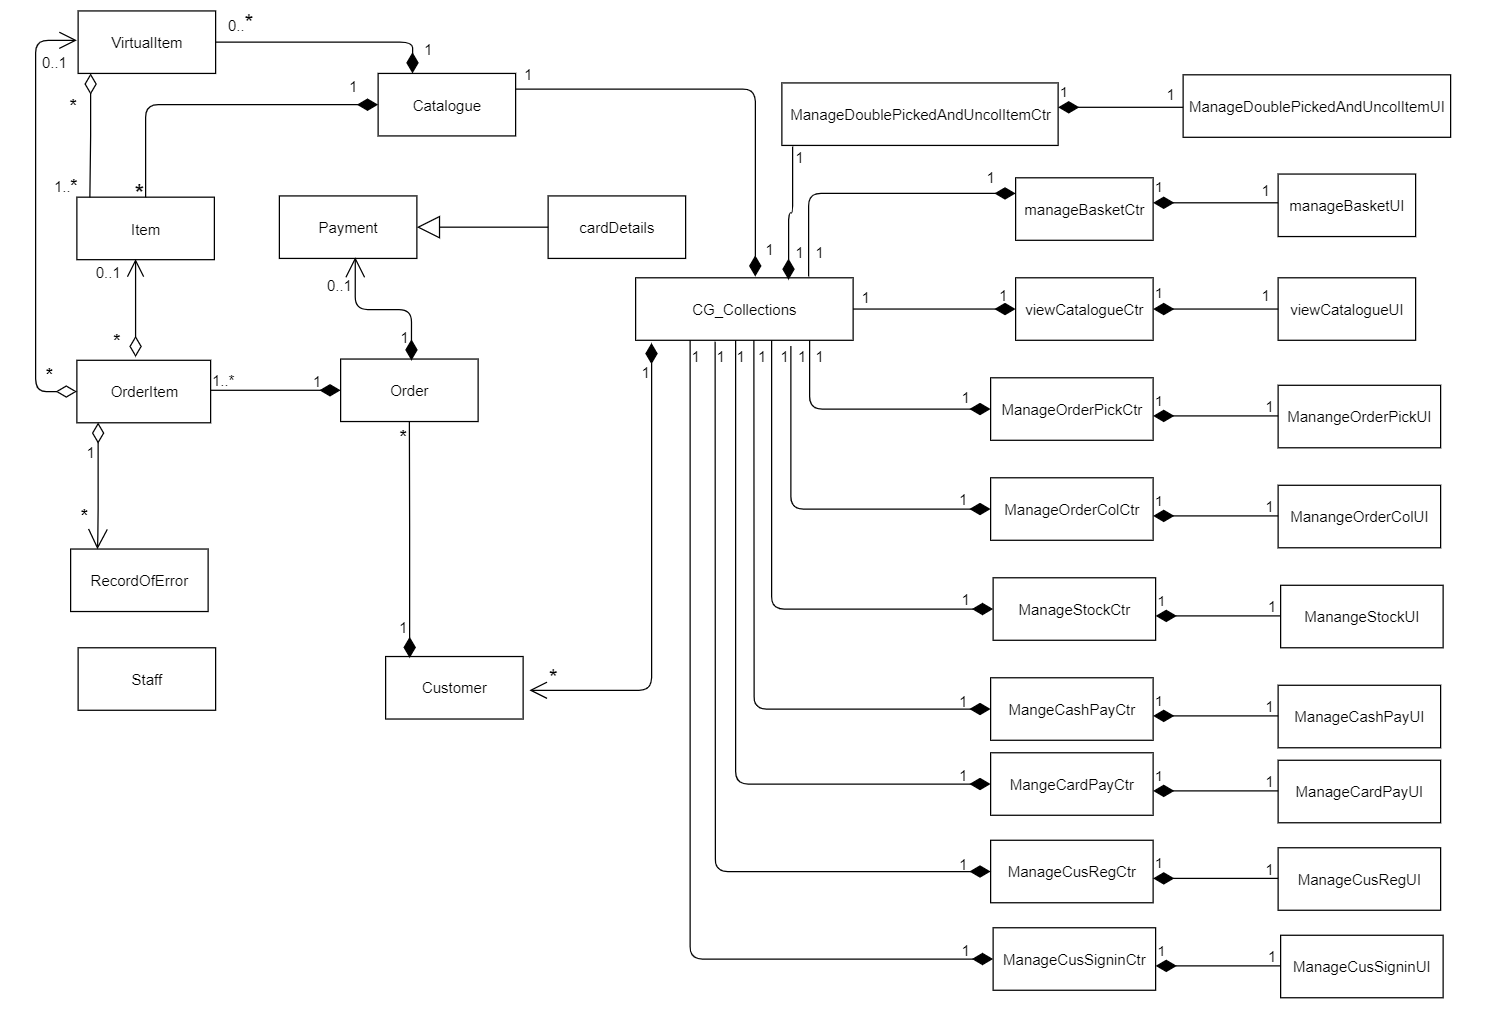 VirtualItem
0..*
0..1
1
*
1
Catalogue
1
1..*
*
Item
0..1
*
Payment
cardDetails
0..1
1
*
OrderItem
1..*
1
Order
1
*
*
RecordOfError
Staff
1
Customer
*
1
CG_Collections
1
1
1
1
ManageDoublePickedAndUncolItemCtr
1
1
ManageDoublePickedAndUncolItemUI
1
manageBasketCtr
1
1
manageBasketUI
1
1
viewCatalogueCtr
1
1
viewCatalogueUI
1
1
1
1
1
1
1
1
ManageOrderPickCtr
1
1
ManangeOrderPickUI
1
ManageOrderColCtr
1
1
ManangeOrderColUI
1
ManageStockCtr
1
1
ManangeStockUI
1
MangeCashPayCtr
1
1
ManageCashPayUI
1
MangeCardPayCtr
1
1
ManageCardPayUI
1
ManageCusRegCtr
1
1
ManageCusRegUI
1
ManageCusSigninCtr
1
1
ManageCusSigninUI